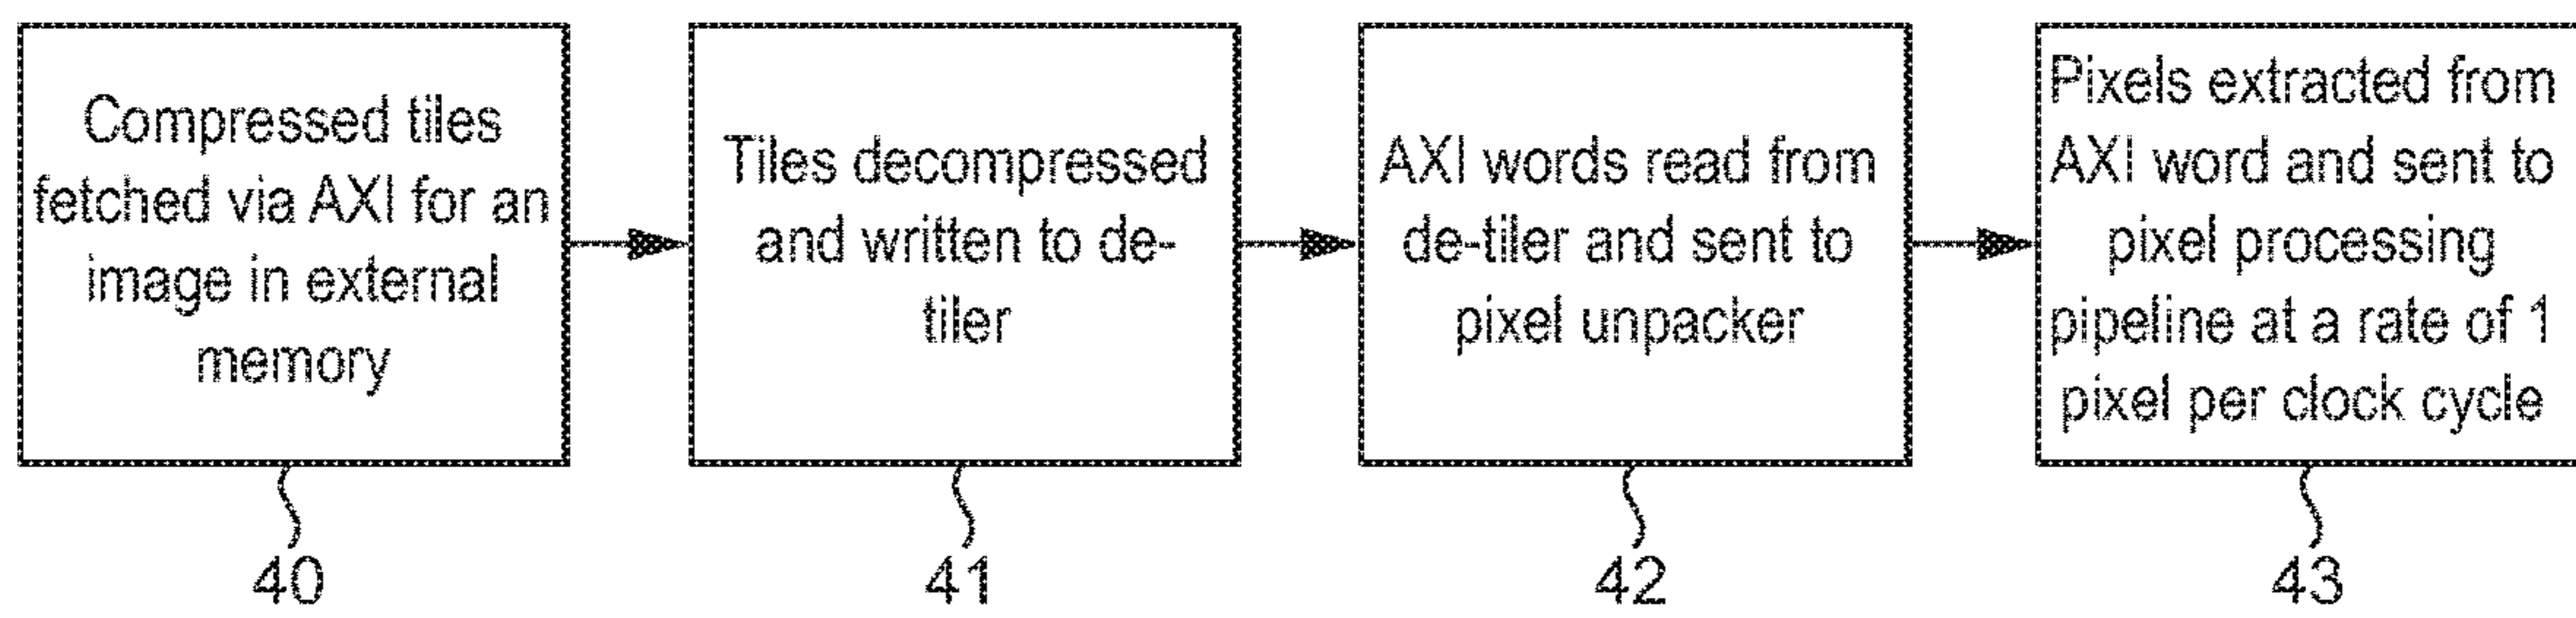 Compressed tiles
fetched via AXI for an
image in external
memory
Tiles decompressed
and written to de-
tiler
AXI words read from
de-tiler and sent to
pixel unpacker
Pixels extracted from
AXI word and sent to
pixel processing
pipeline at a rate of 1
pixel per clock cycle
40
41
42
43